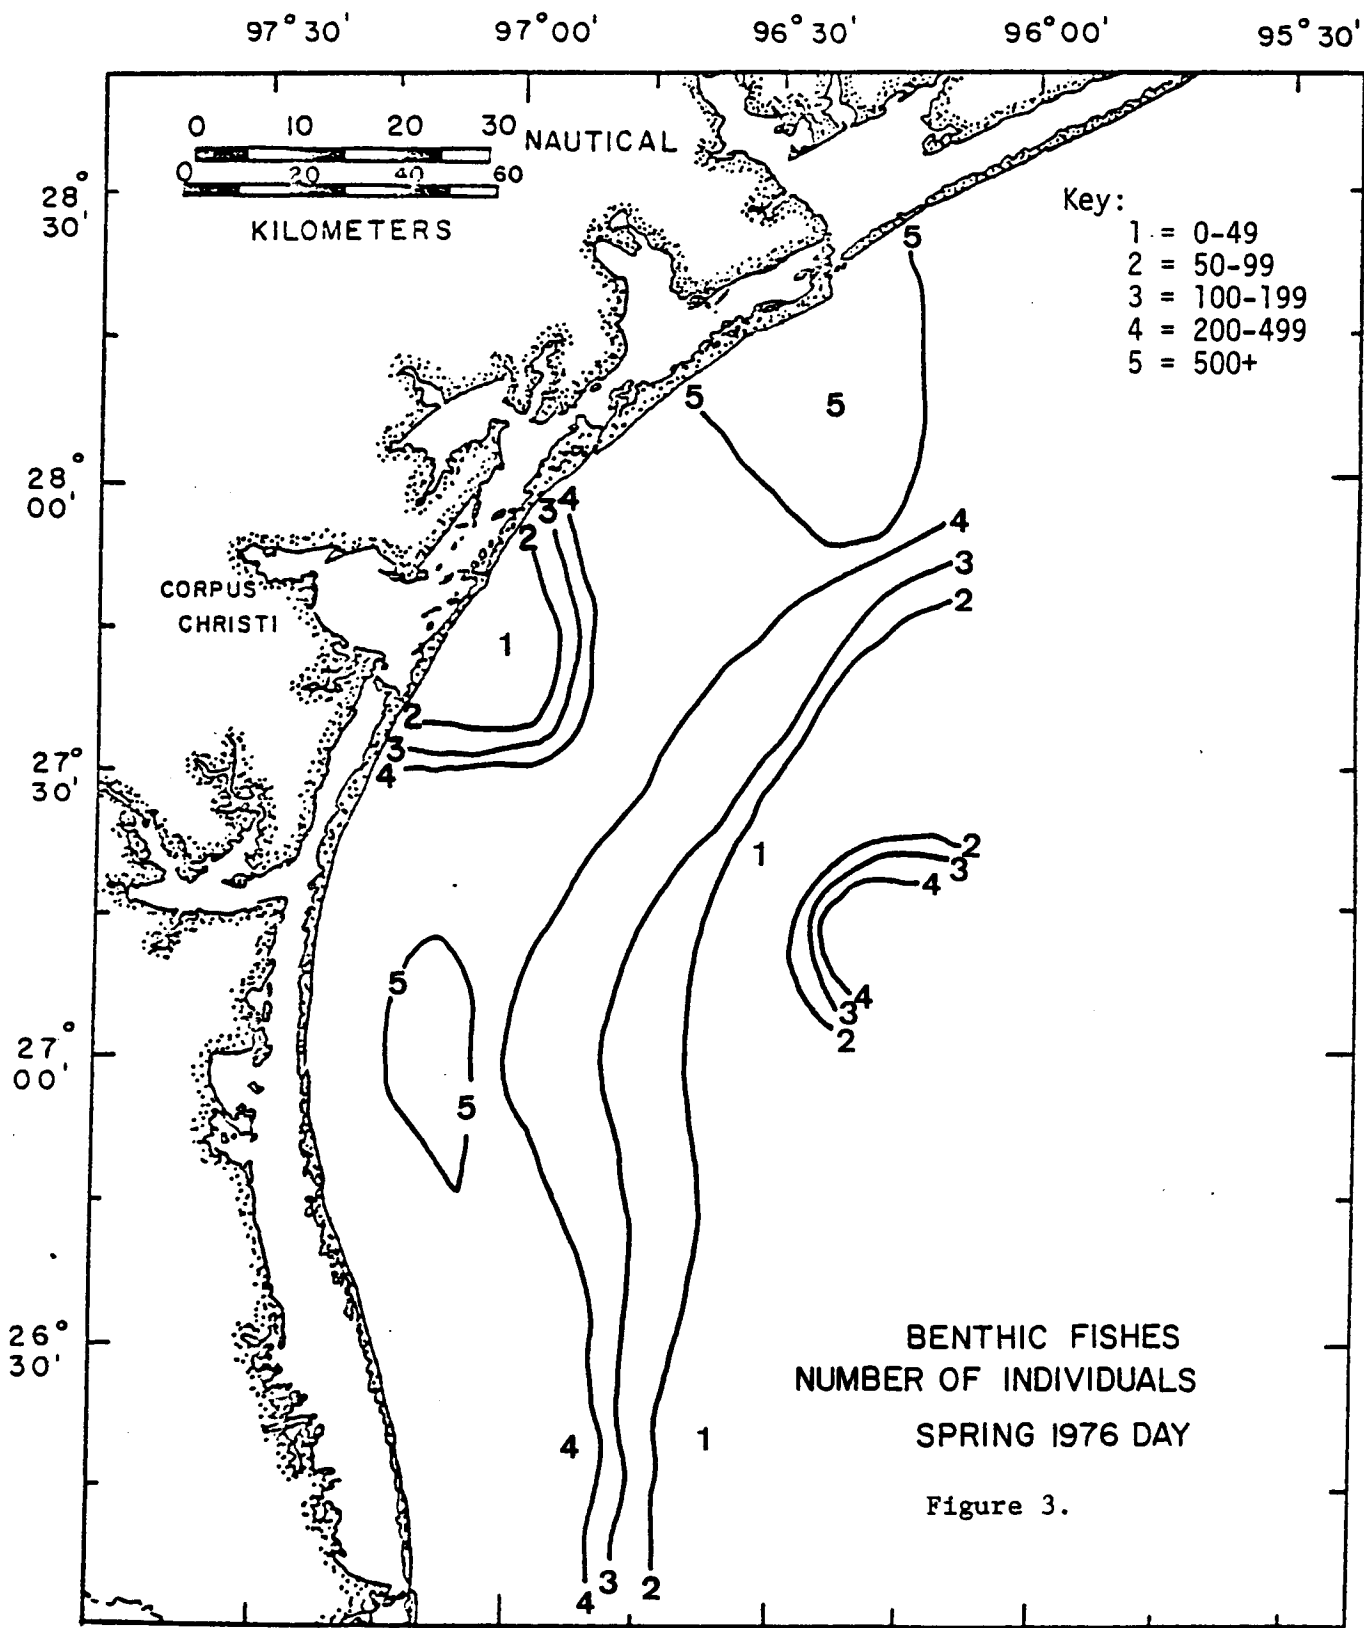 97°30' 97°00' 96°30' 96°00' 95°30'
0 10 20 30 NAUTICAL
0 20 40 60
KILOMETERS
28°
30'
Key:
1 = 0-49
2 = 50-99
3 = 100-199
4 = 200-499
5 = 500+
5
5 5
28°
00'
4
3
2
4
3
2
CORPUS
CHRISTI
1
2
3
4
27°
30'
1
2
3
4
5
4
3
2
27°
00'
5
26°
30'
BENTHIC FISHES
NUMBER OF INDIVIDUALS
SPRING 1976 DAY
4 1
Figure 3.
4 3 2